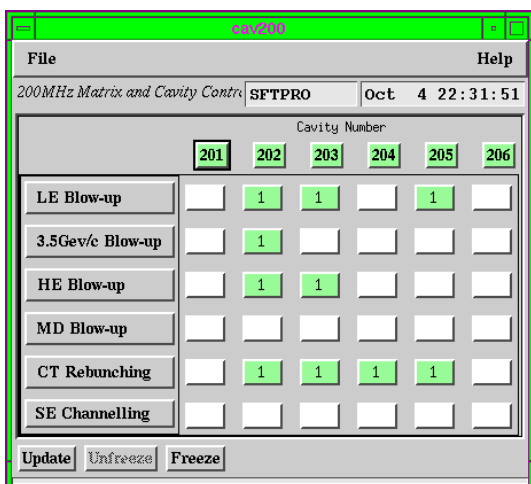 cav200
File Help
200MHz Matrix and Cavity Contr SFTPRO Oct 4 22:31:51
Cavity Number
201 202 203 204 205 206
LE Blow-up 1 1 1
3.5Gev/c Blow-up 1
HE Blow-up 1 1
MD Blow-up
CT Rebunching 1 1 1 1
SE Channelling
Update Unfreeze Freeze